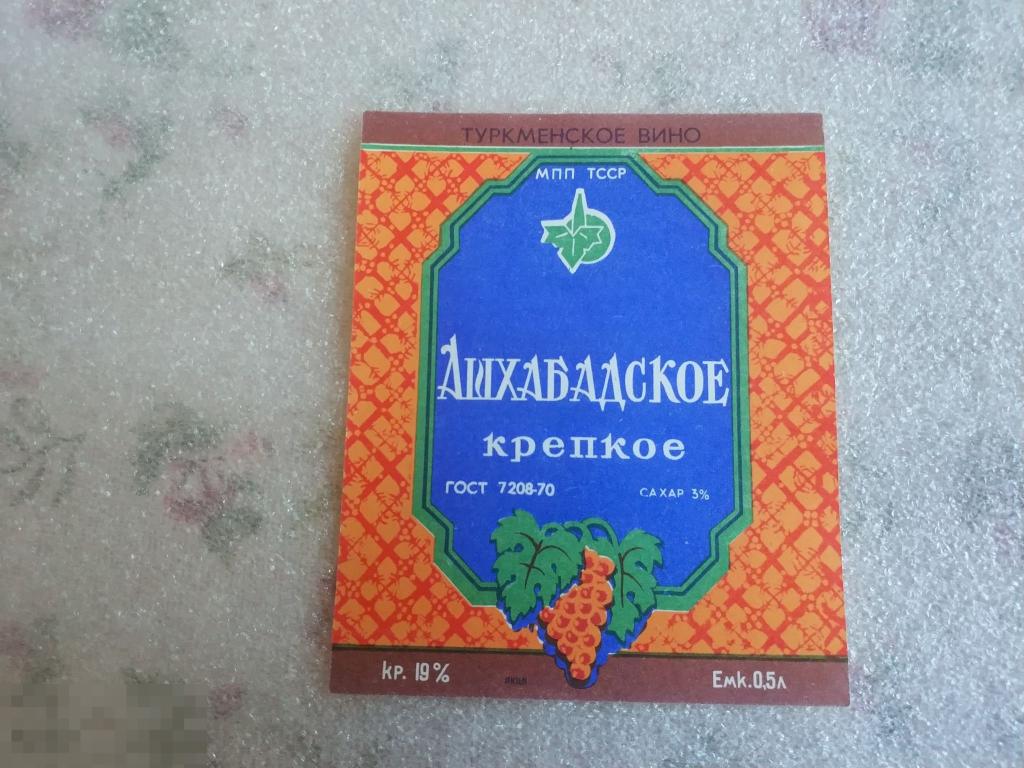 ТУРКМЕНСКОЕ ВИНО
МПП ТССР
АШХАБАДСКОЕ
крепкое
ГОСТ 7208-70 САХАР 3%
кр. 19% Емк. 0,5л